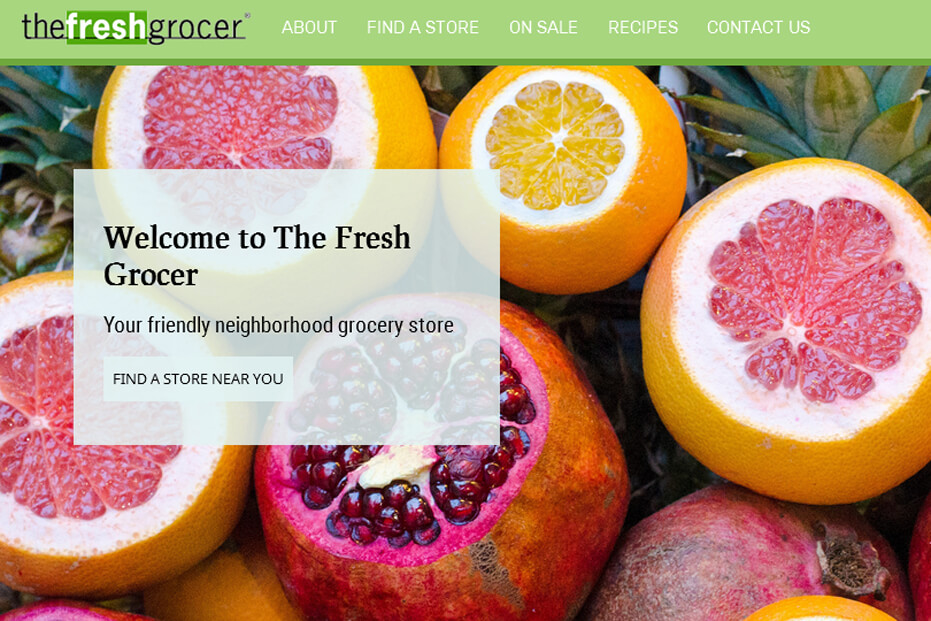 thefreshgrocer® ABOUT FIND A STORE ON SALE RECIPES CONTACT US
Welcome to The Fresh
Grocer
Your friendly neighborhood grocery store
FIND A STORE NEAR YOU